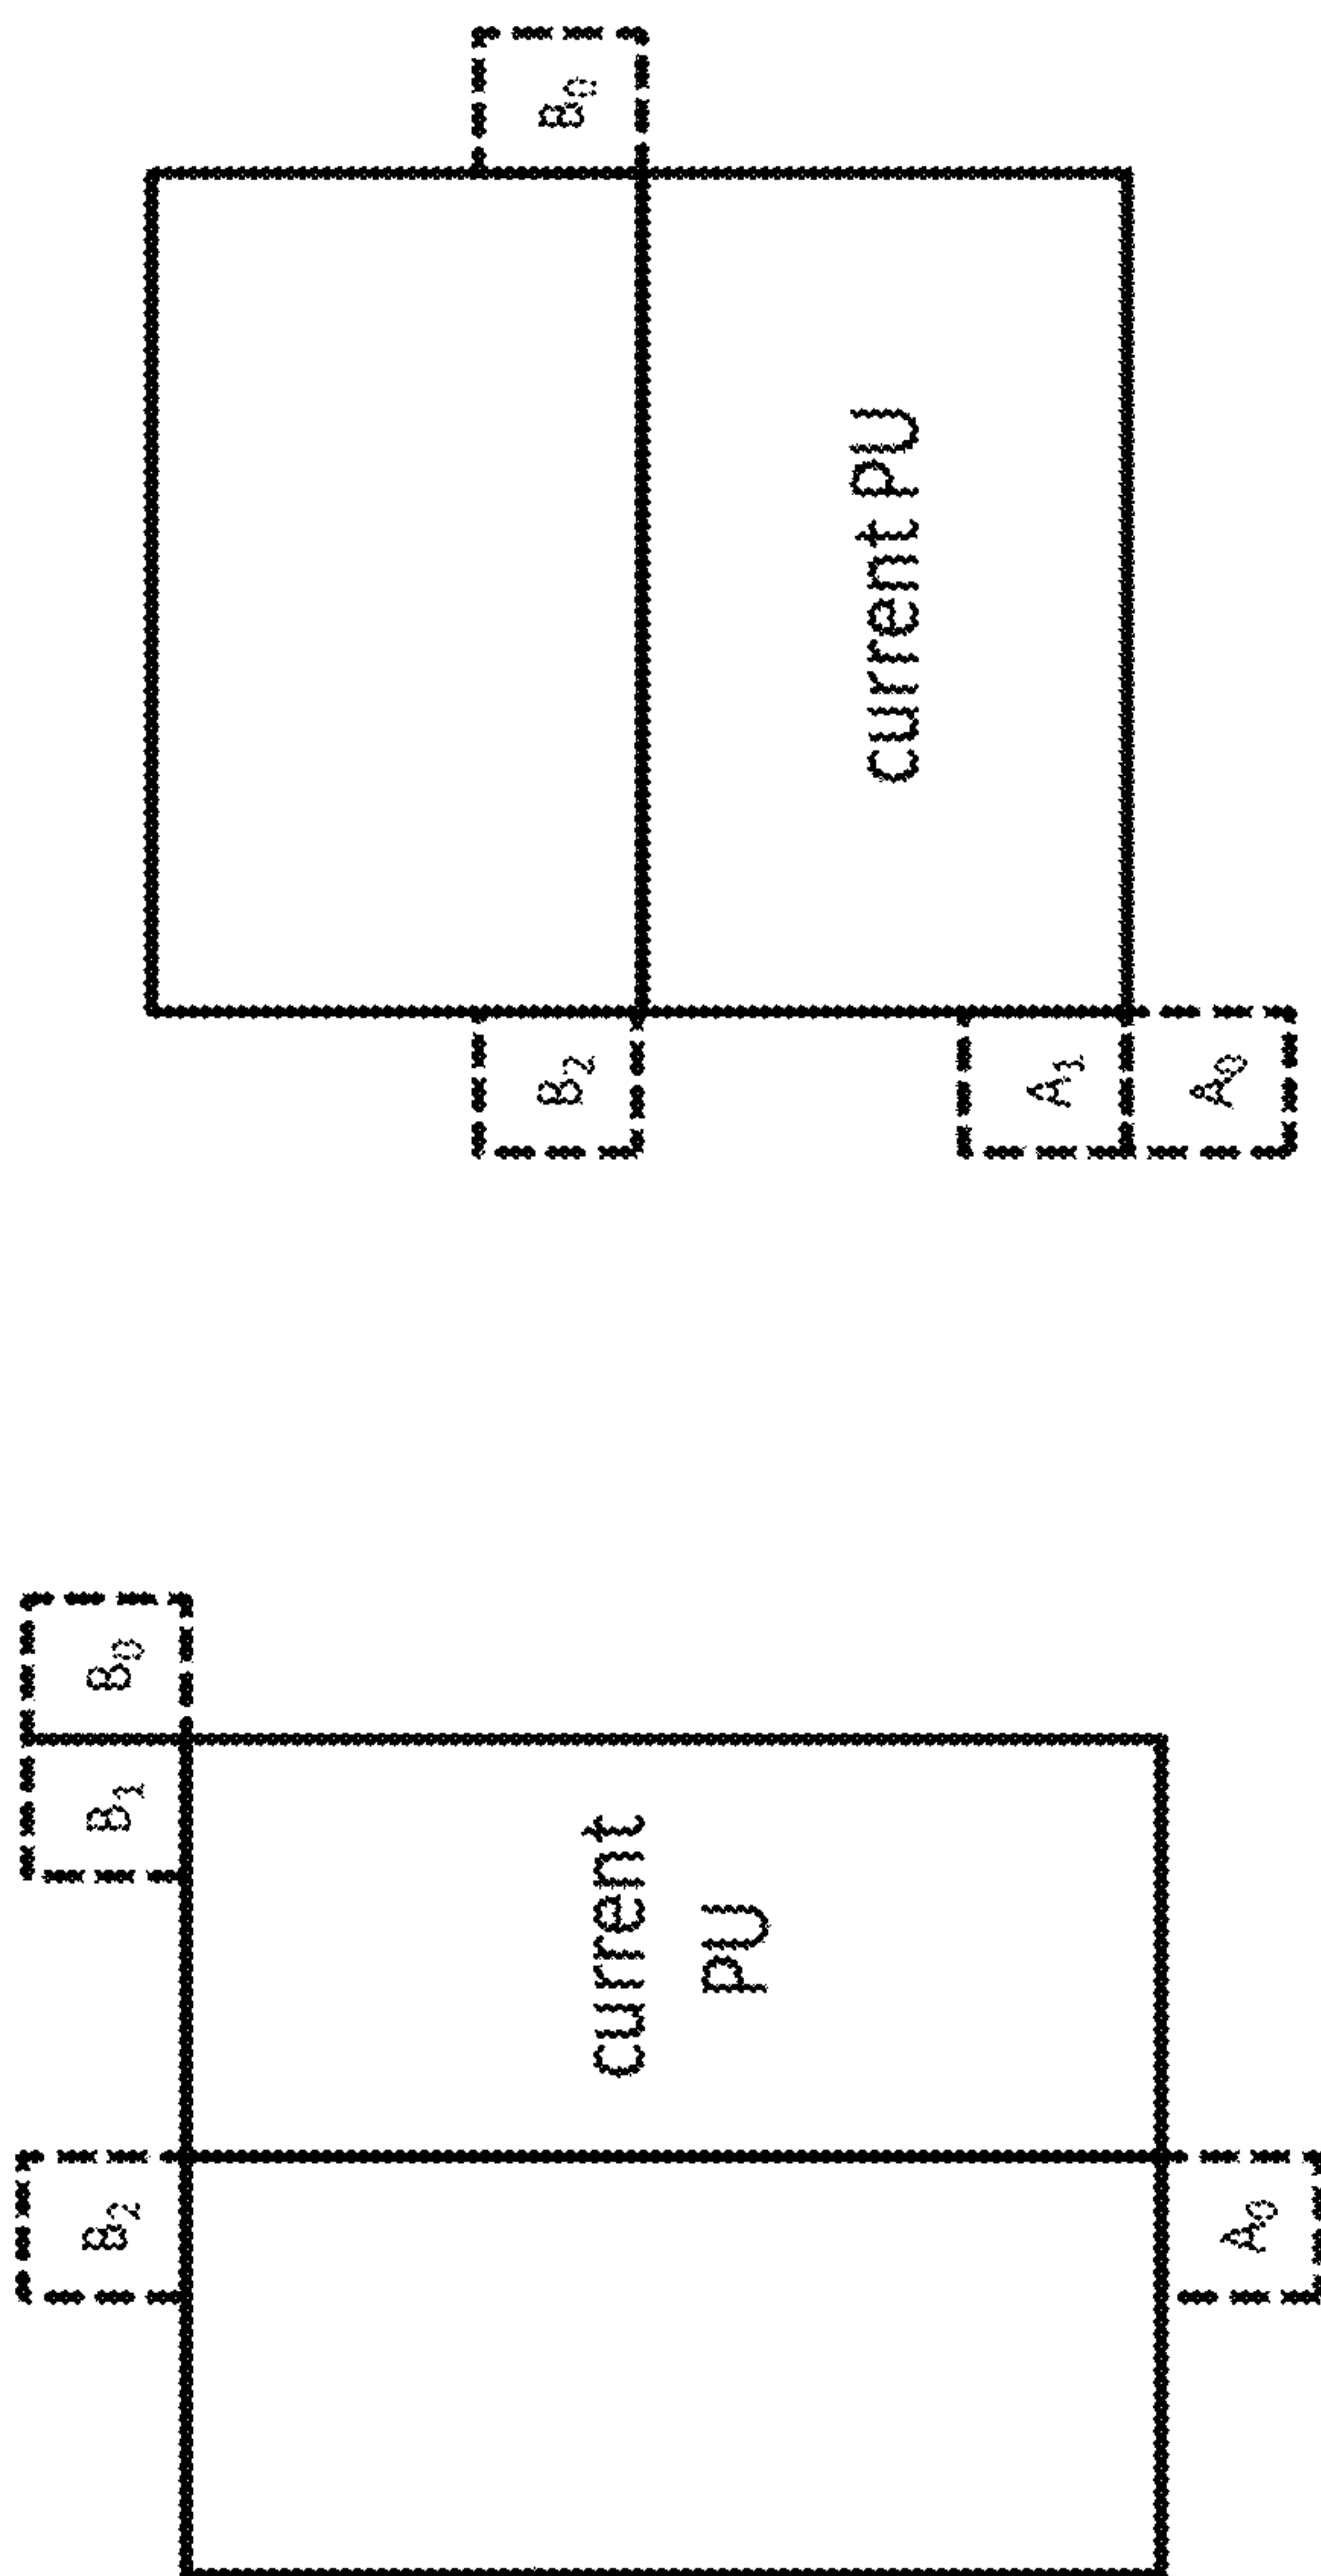 B₂
B₁
B₀
current
PU
A₀
B₂
B₀
current PU
A₁
A₀